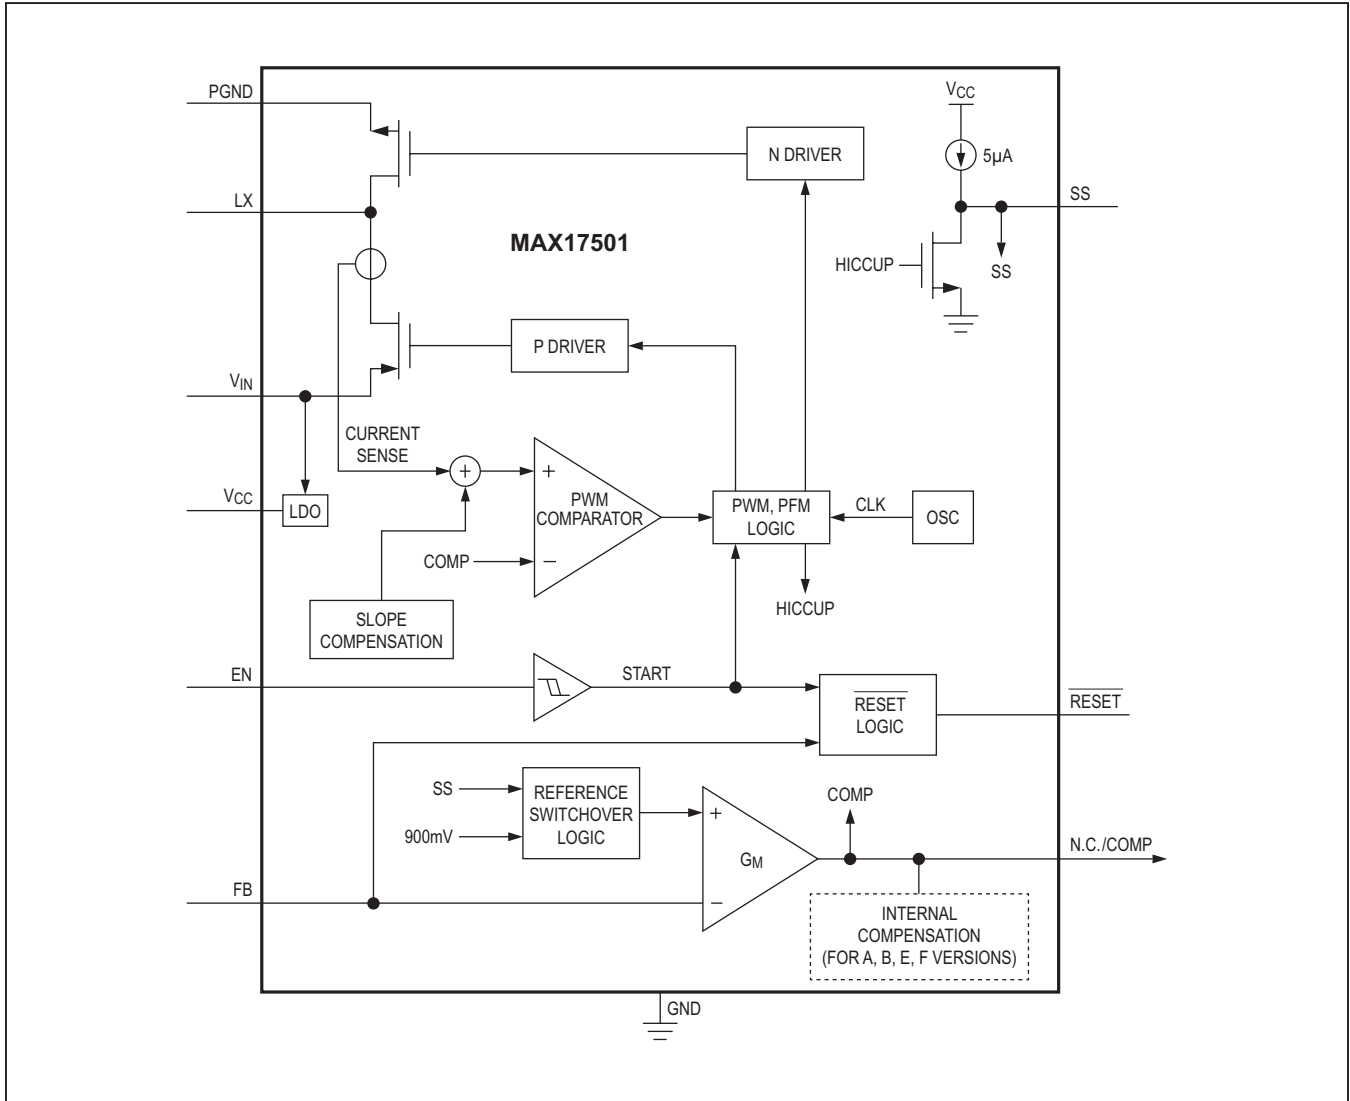 PGND
VCC
N DRIVER
5µA
LX
SS
MAX17501
HICCUP
SS
P DRIVER
VIN
CURRENT
SENSE
+
+
VCC
LDO
PWM
COMPARATOR
PWM, PFM
LOGIC
CLK
OSC
COMP
−
HICCUP
SLOPE
COMPENSATION
EN
START
RESET
LOGIC
RESET
SS
REFERENCE
SWITCHOVER
LOGIC
900mV
+
GM
−
COMP
N.C./COMP
FB
INTERNAL
COMPENSATION
(FOR A, B, E, F VERSIONS)
GND